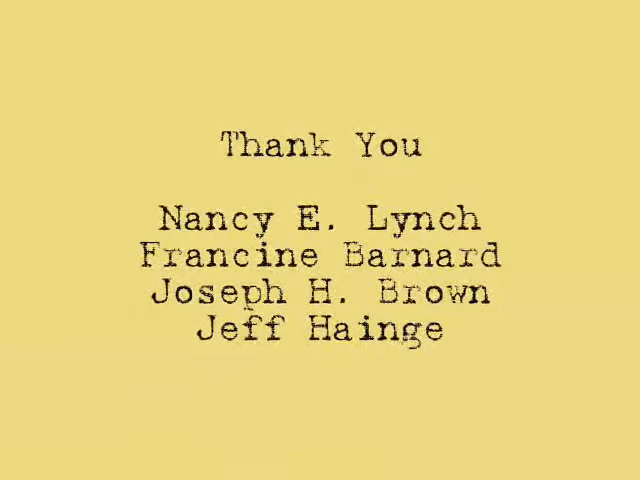 Thank You
Nancy E. Lynch
Francine Barnard
Joseph H. Brown
Jeff Hainge